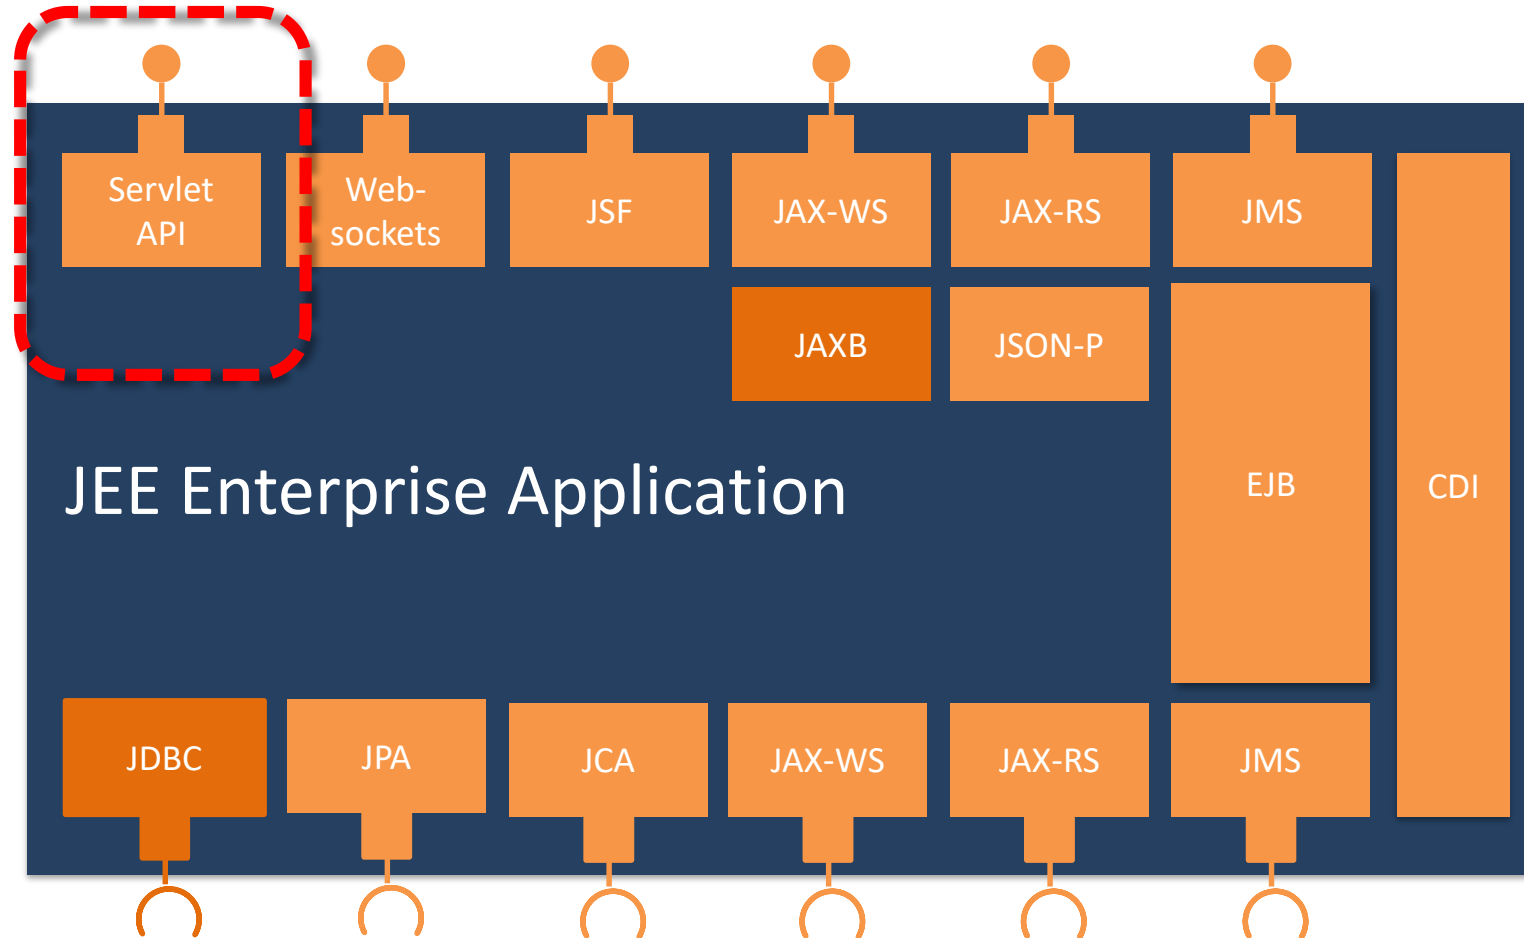 Servlet
API
Web-
sockets
JSF
JAX-WS
JAX-RS
JMS
JAXB
JSON-P
JEE Enterprise Application
EJB
CDI
JDBC
JPA
JCA
JAX-WS
JAX-RS
JMS